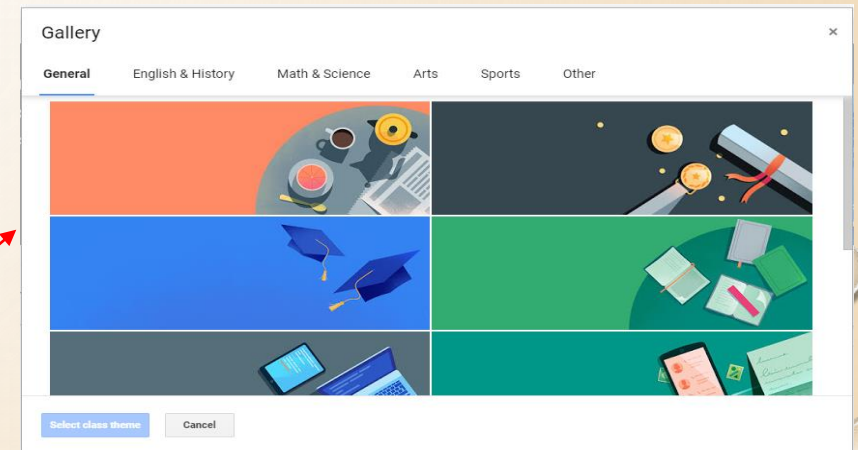 Gallery
×
General English & History Math & Science Arts Sports Other
Select class theme Cancel